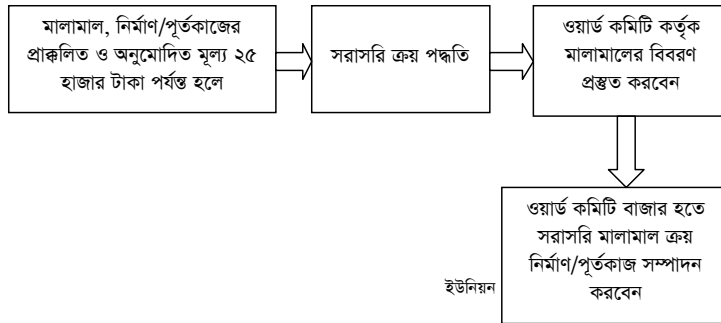 মালামাল, নির্মাণ/পূর্তকাজের
প্রাক্কলিত ও অনুমোদিত মূল্য ২৫
হাজার টাকা পর্যন্ত হলে
সরাসরি ক্রয় পদ্ধতি
ওয়ার্ড কমিটি কর্তৃক
মালামালের বিবরণ
প্রস্তুত করবেন
ওয়ার্ড কমিটি বাজার হতে
সরাসরি মালামাল ক্রয়
নির্মাণ/পূর্তকাজ সম্পাদন
করবেন
ইউনিয়ন